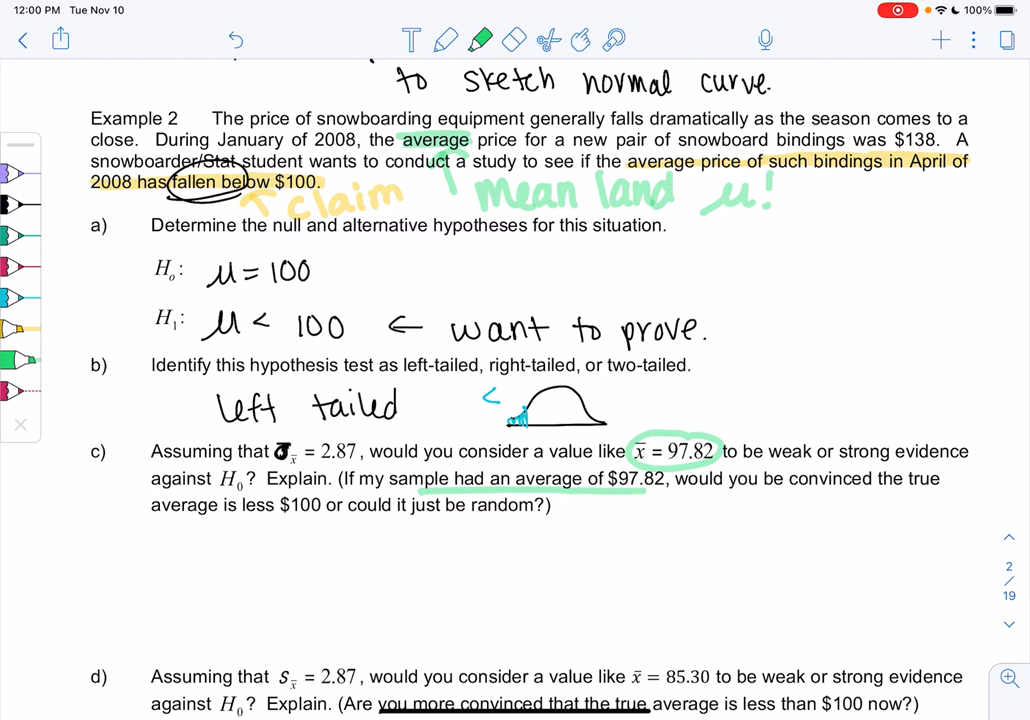 12:00 PM Tue Nov 10
100%
to sketch normal curve.
Example 2 The price of snowboarding equipment generally falls dramatically as the season comes to a
close. During January of 2008, the average price for a new pair of snowboard bindings was $138. A
snowboarder/Stat student wants to conduct a study to see if the average price of such bindings in April of
2008 has fallen below $100.
claim
mean land μ!
a) Determine the null and alternative hypotheses for this situation.
H₀: μ = 100
H₁: μ < 100 ← want to prove.
b) Identify this hypothesis test as left-tailed, right-tailed, or two-tailed.
left tailed <
c) Assuming that σ_x̄ = 2.87, would you consider a value like x̄ = 97.82 to be weak or strong evidence
against H₀? Explain. (If my sample had an average of $97.82, would you be convinced the true
average is less $100 or could it just be random?)
2
/
19
d) Assuming that s_x̄ = 2.87, would you consider a value like x̄ = 85.30 to be weak or strong evidence
against H₀? Explain. (Are you more convinced that the true average is less than $100 now?)